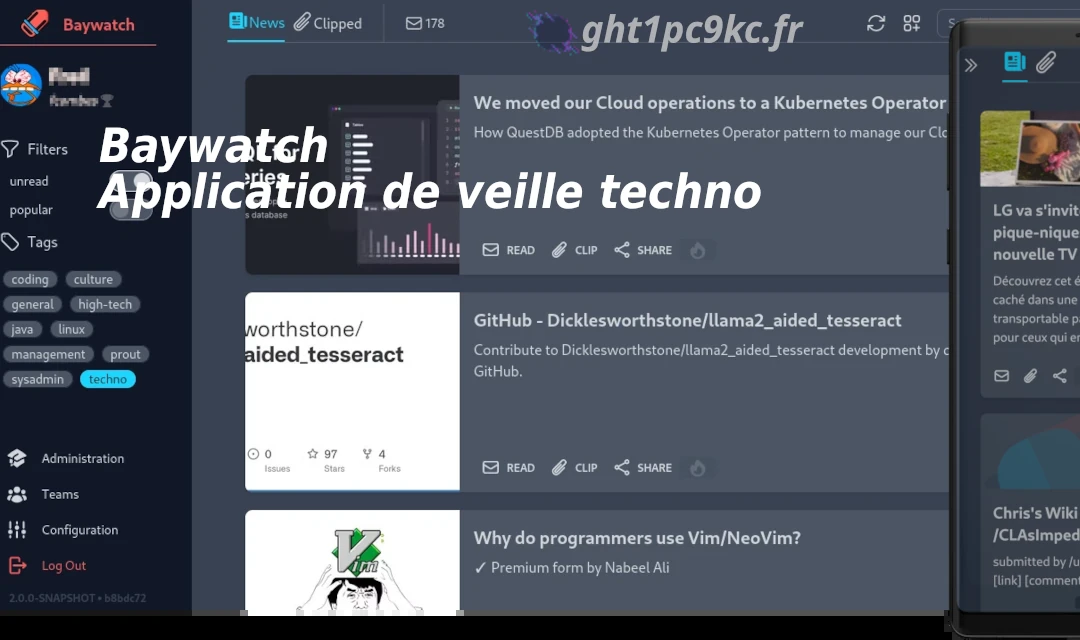 Baywatch
News
Clipped
178
ght1pc9kc.fr
Baywatch
Application de veille techno
Filters
unread
popular
Tags
coding culture
general high-tech
java linux
management prout
sysadmin techno
Administration
Teams
Configuration
Log Out
2.0.0-SNAPSHOT • b8bdc72
s database
We moved our Cloud operations to a Kubernetes Operator
How QuestDB adopted the Kubernetes Operator pattern to manage our Clo
READ CLIP SHARE
worthstone/
aided_tesseract
0 97 4
Issues Stars Forks
GitHub - Dicklesworthstone/llama2_aided_tesseract
Contribute to Dicklesworthstone/llama2_aided_tesseract development by c
GitHub.
READ CLIP SHARE
Vim
Why do programmers use Vim/NeoVim?
✓ Premium form by Nabeel Ali
LG va s'invit
pique-nique
nouvelle TV
Découvrez cet é
caché dans une
transportable pa
pour ceux qui en
Chris's Wiki
/CLAsImped
submitted by /u
[link] [comment